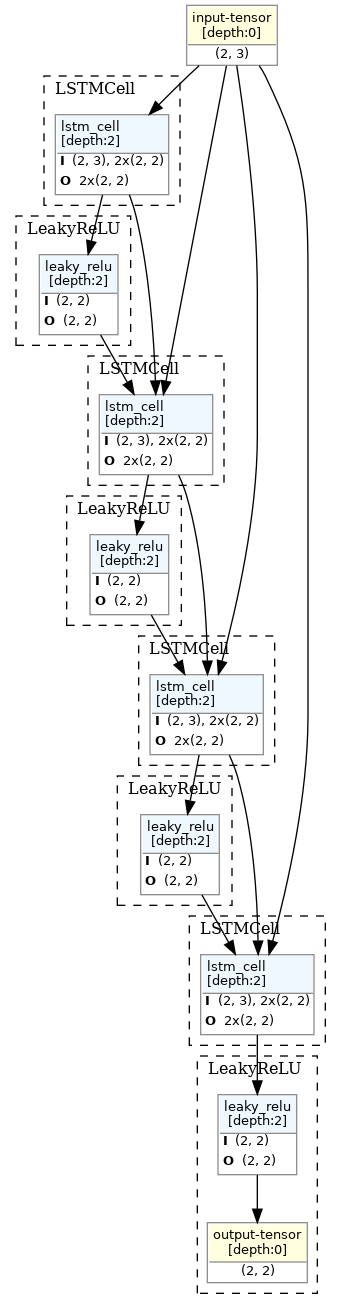 input-tensor
[depth:0]
(2, 3)
LSTMCell
lstm_cell
[depth:2]
I (2, 3), 2x(2, 2)
O 2x(2, 2)
LeakyReLU
leaky_relu
[depth:2]
I (2, 2)
O (2, 2)
LSTMCell
lstm_cell
[depth:2]
I (2, 3), 2x(2, 2)
O 2x(2, 2)
LeakyReLU
leaky_relu
[depth:2]
I (2, 2)
O (2, 2)
LSTMCell
lstm_cell
[depth:2]
I (2, 3), 2x(2, 2)
O 2x(2, 2)
LeakyReLU
leaky_relu
[depth:2]
I (2, 2)
O (2, 2)
LSTMCell
lstm_cell
[depth:2]
I (2, 3), 2x(2, 2)
O 2x(2, 2)
LeakyReLU
leaky_relu
[depth:2]
I (2, 2)
O (2, 2)
output-tensor
[depth:0]
(2, 2)